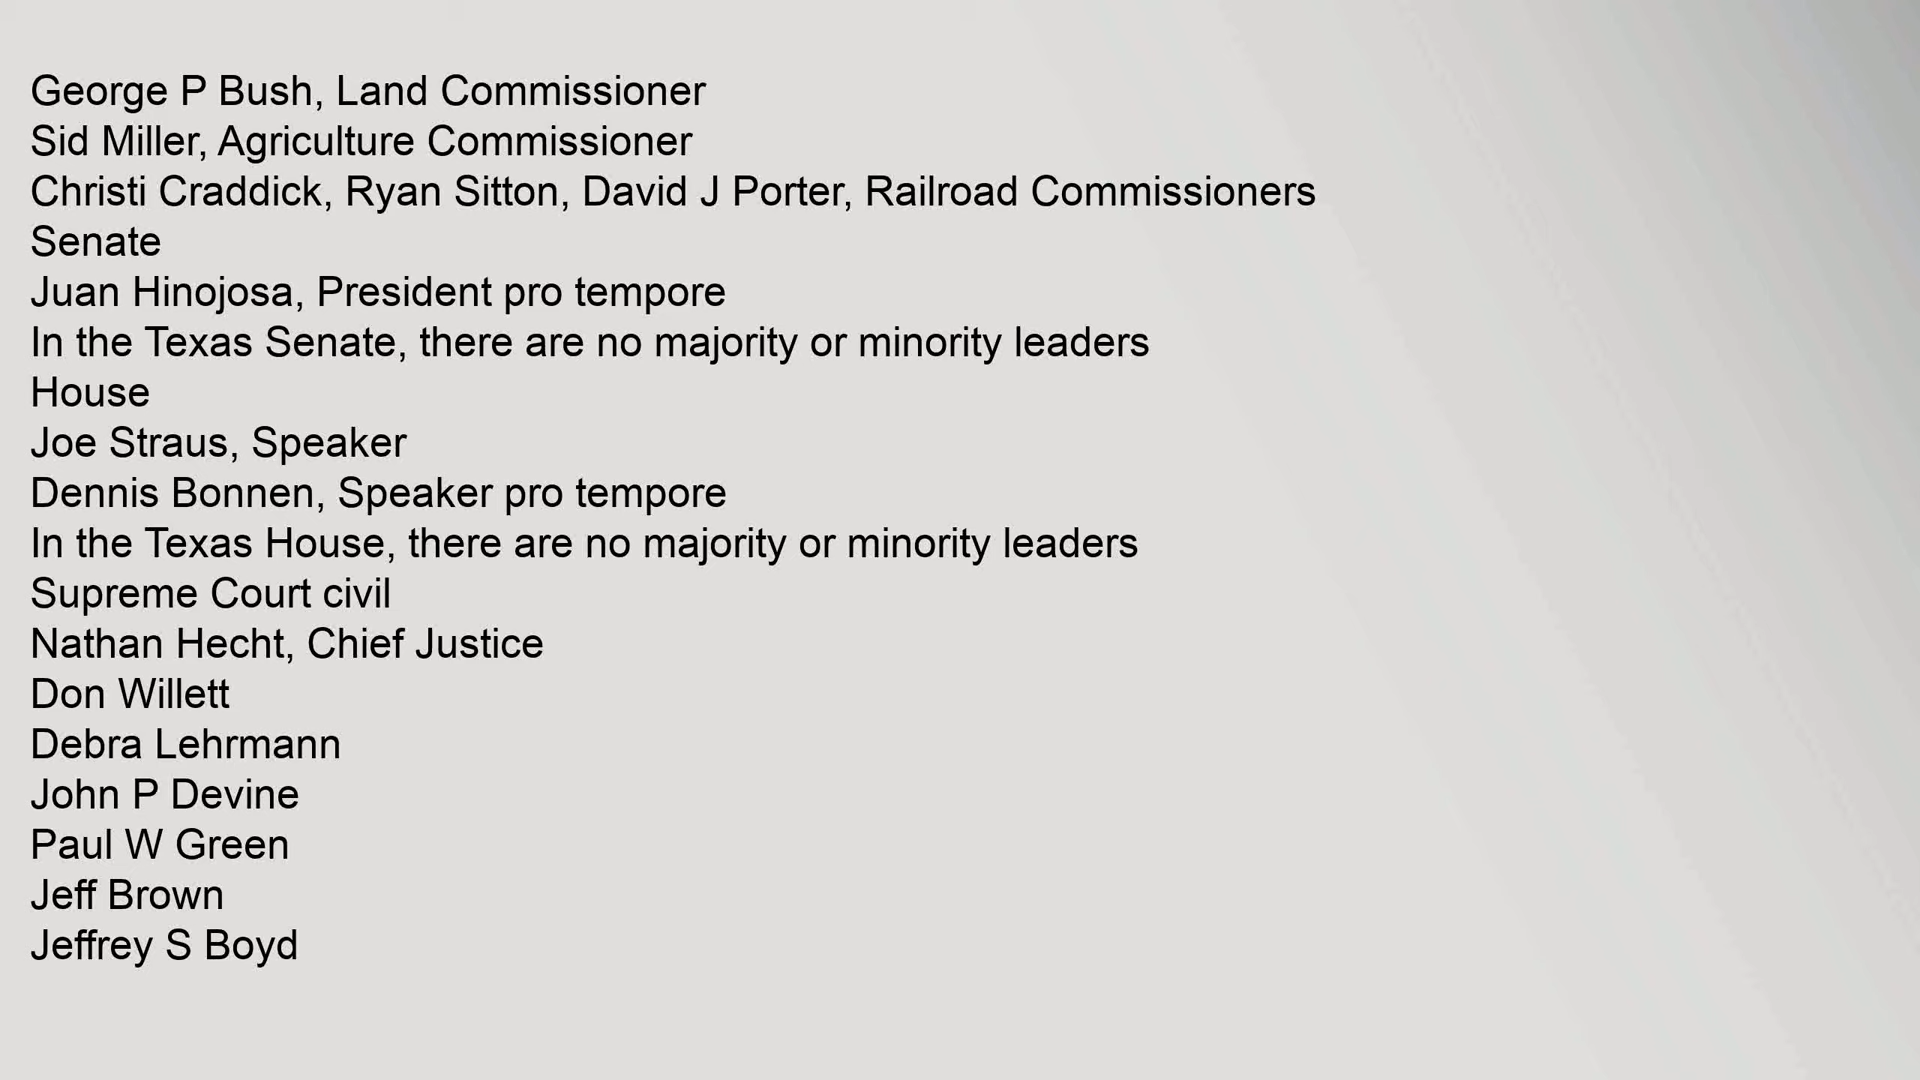 George P Bush, Land Commissioner
Sid Miller, Agriculture Commissioner
Christi Craddick, Ryan Sitton, David J Porter, Railroad Commissioners
Senate
Juan Hinojosa, President pro tempore
In the Texas Senate, there are no majority or minority leaders
House
Joe Straus, Speaker
Dennis Bonnen, Speaker pro tempore
In the Texas House, there are no majority or minority leaders
Supreme Court civil
Nathan Hecht, Chief Justice
Don Willett
Debra Lehrmann
John P Devine
Paul W Green
Jeff Brown
Jeffrey S Boyd